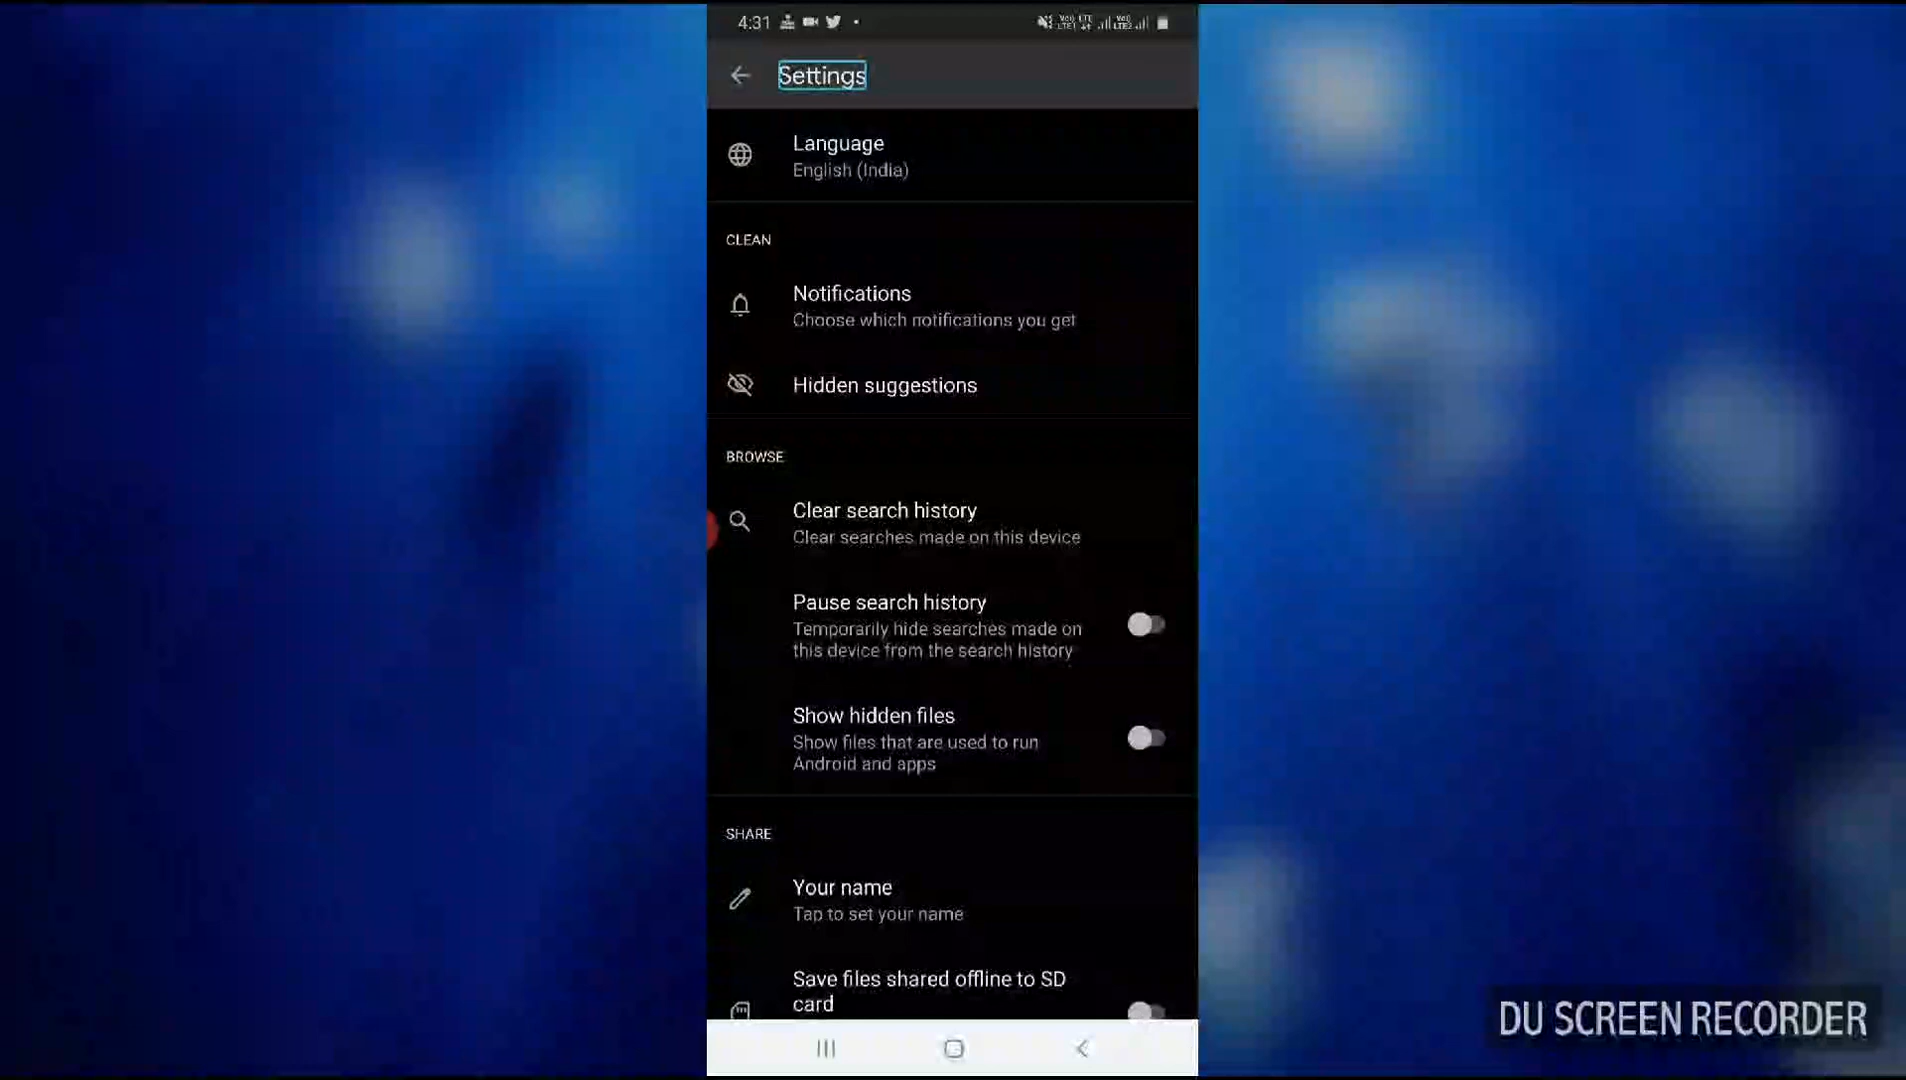 4:31
Settings
Language
English (India)
CLEAN
Notifications
Choose which notifications you get
Hidden suggestions
BROWSE
Clear search history
Clear searches made on this device
Pause search history
Temporarily hide searches made on
this device from the search history
Show hidden files
Show files that are used to run
Android and apps
SHARE
Your name
Tap to set your name
Save files shared offline to SD
card
DU SCREEN RECORDER